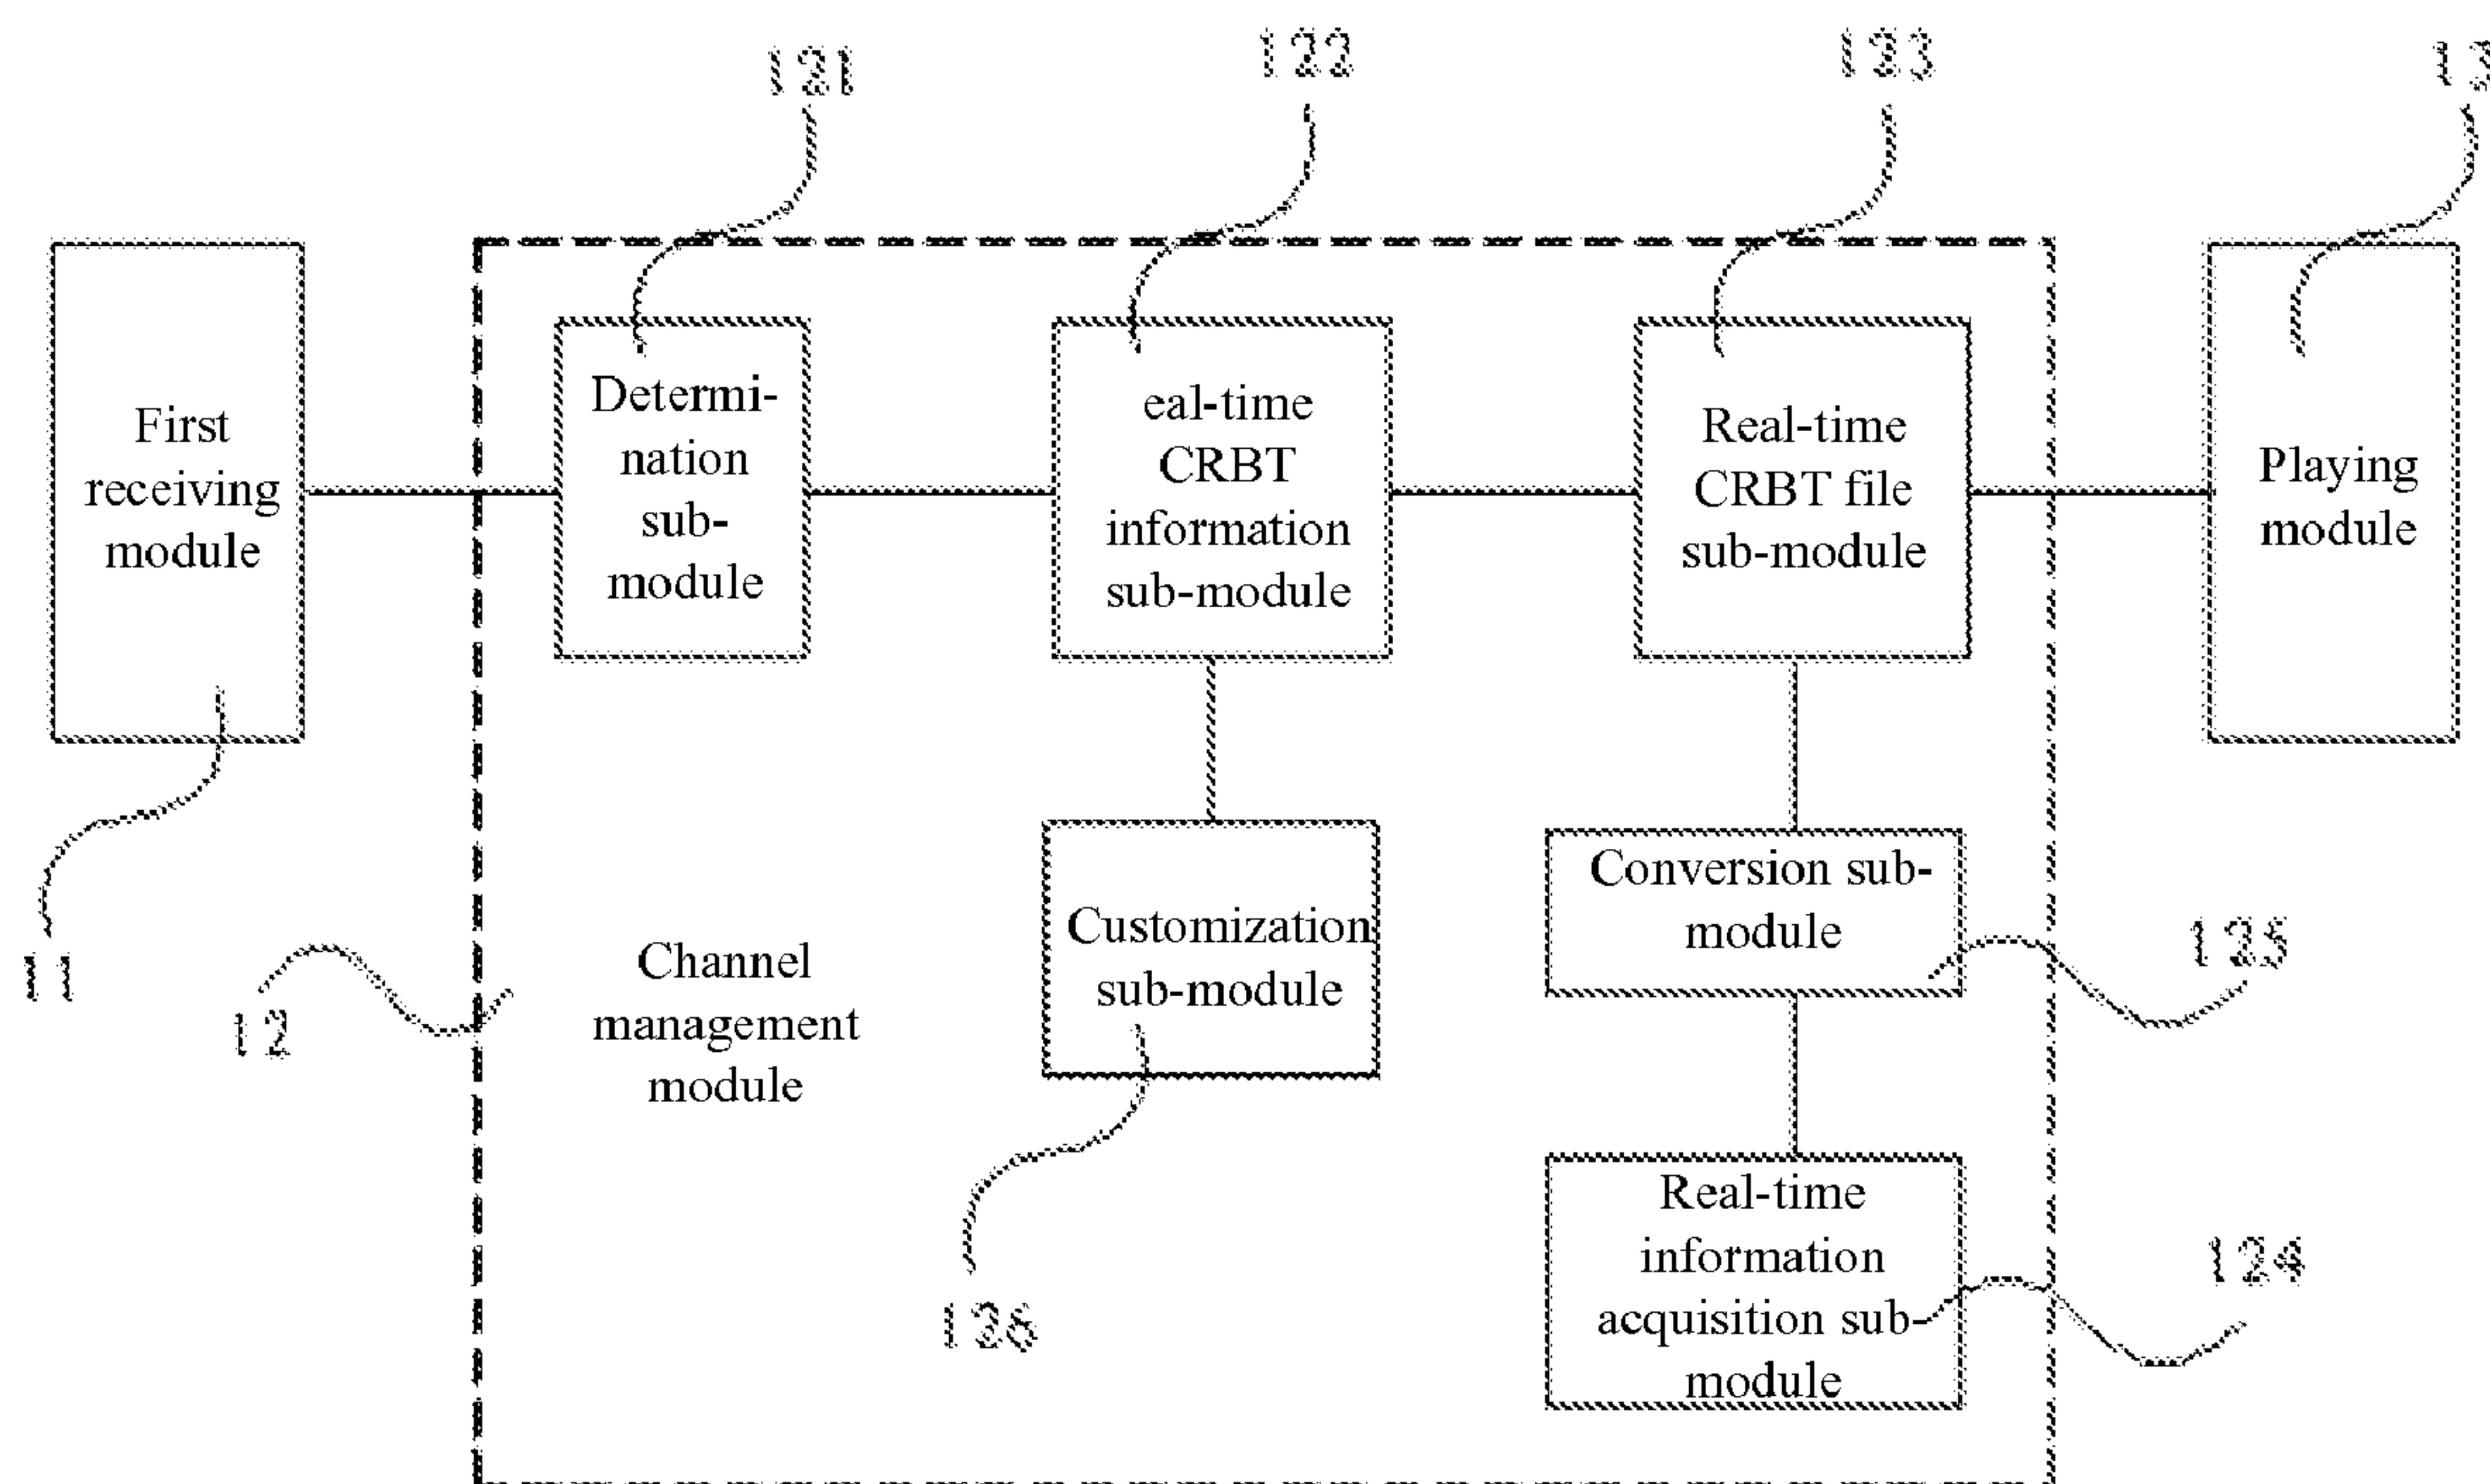 121
122
123
13
First
receiving
module
Determi-
nation
sub-
module
eal-time
CRBT
information
sub-module
Real-time
CRBT file
sub-module
Playing
module
11
12
Channel
management
module
Customization
sub-module
126
Conversion sub-
module
125
Real-time
information
acquisition sub-
module
124